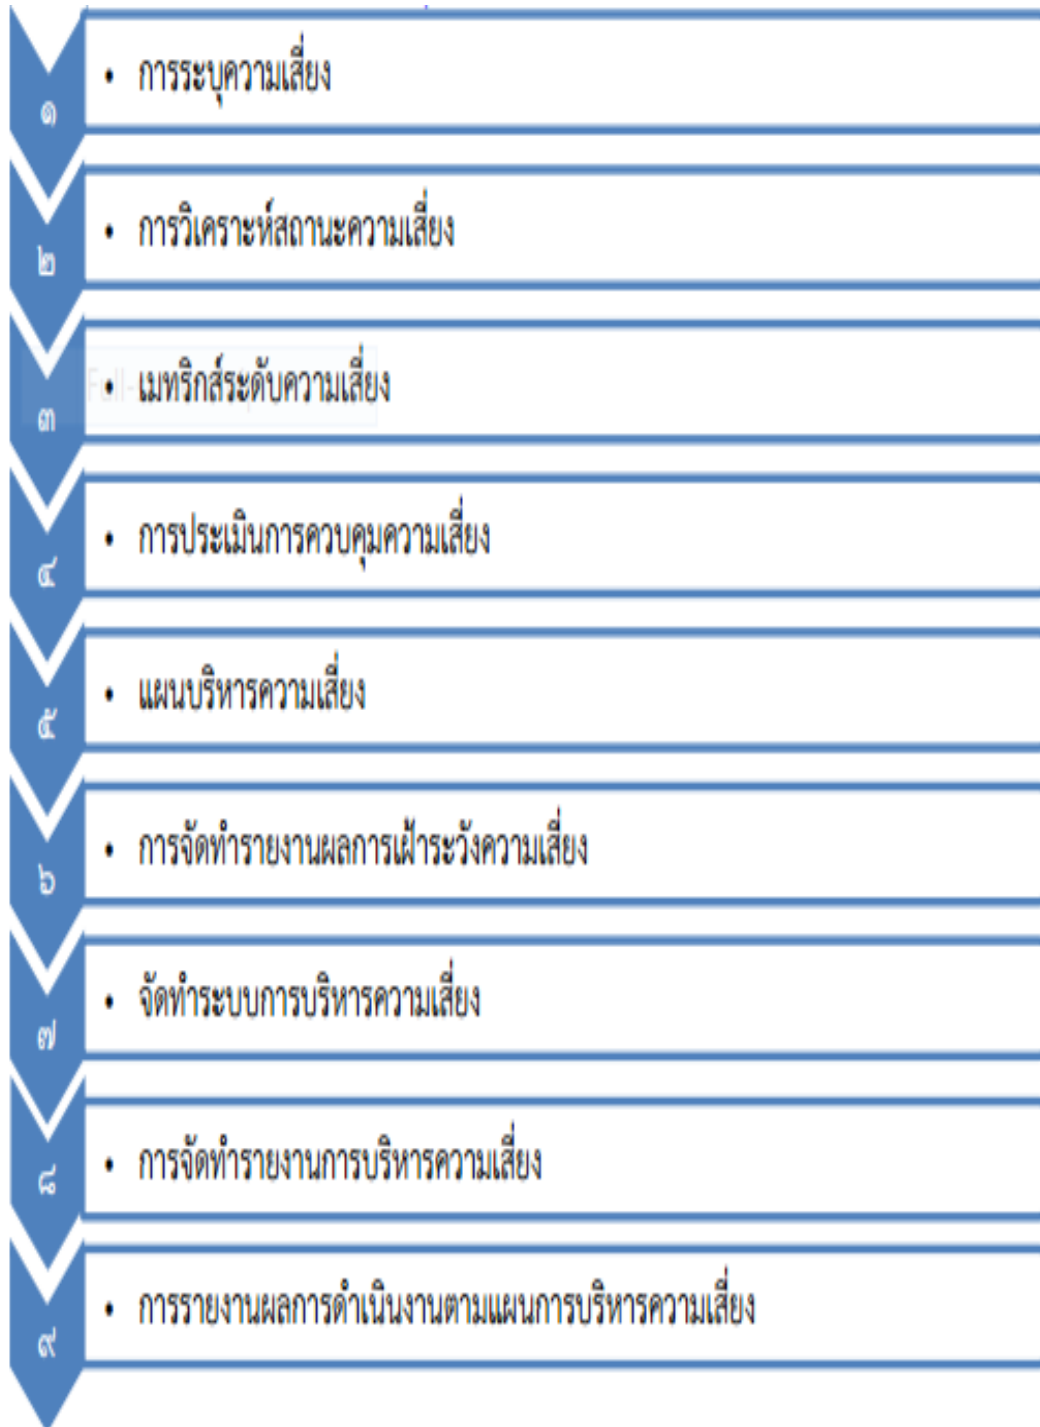 ๑
• การระบุความเสี่ยง
๒
• การวิเคราะห์สถานะความเสี่ยง
๓
• เมทริกส์ระดับความเสี่ยง
๔
• การประเมินการควบคุมความเสี่ยง
๕
• แผนบริหารความเสี่ยง
๖
• การจัดทำรายงานผลการเฝ้าระวังความเสี่ยง
๗
• จัดทำระบบการบริหารความเสี่ยง
๘
• การจัดทำรายงานการบริหารความเสี่ยง
๙
• การรายงานผลการดำเนินงานตามแผนการบริหารความเสี่ยง